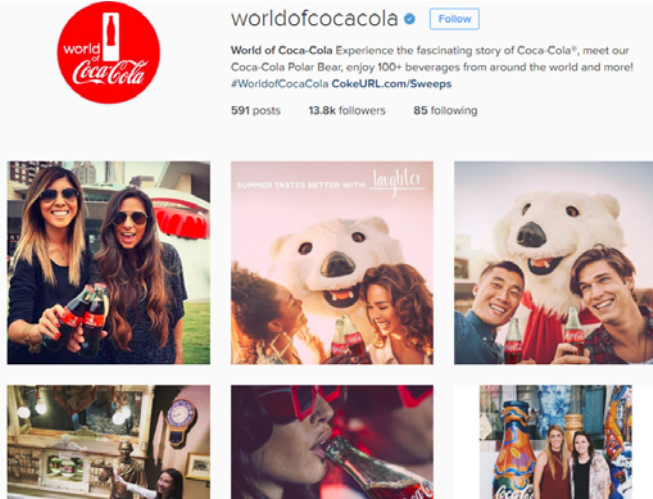 worldofcocacola
Follow
world
of
Coca-Cola
World of Coca-Cola Experience the fascinating story of Coca-Cola®, meet our
Coca-Cola Polar Bear, enjoy 100+ beverages from around the world and more!
#WorldofCocaCola CokeURL.com/Sweeps
591 posts 13.8k followers 85 following
SUMMER TASTES BETTER WITH: laughter
Coca-Cola